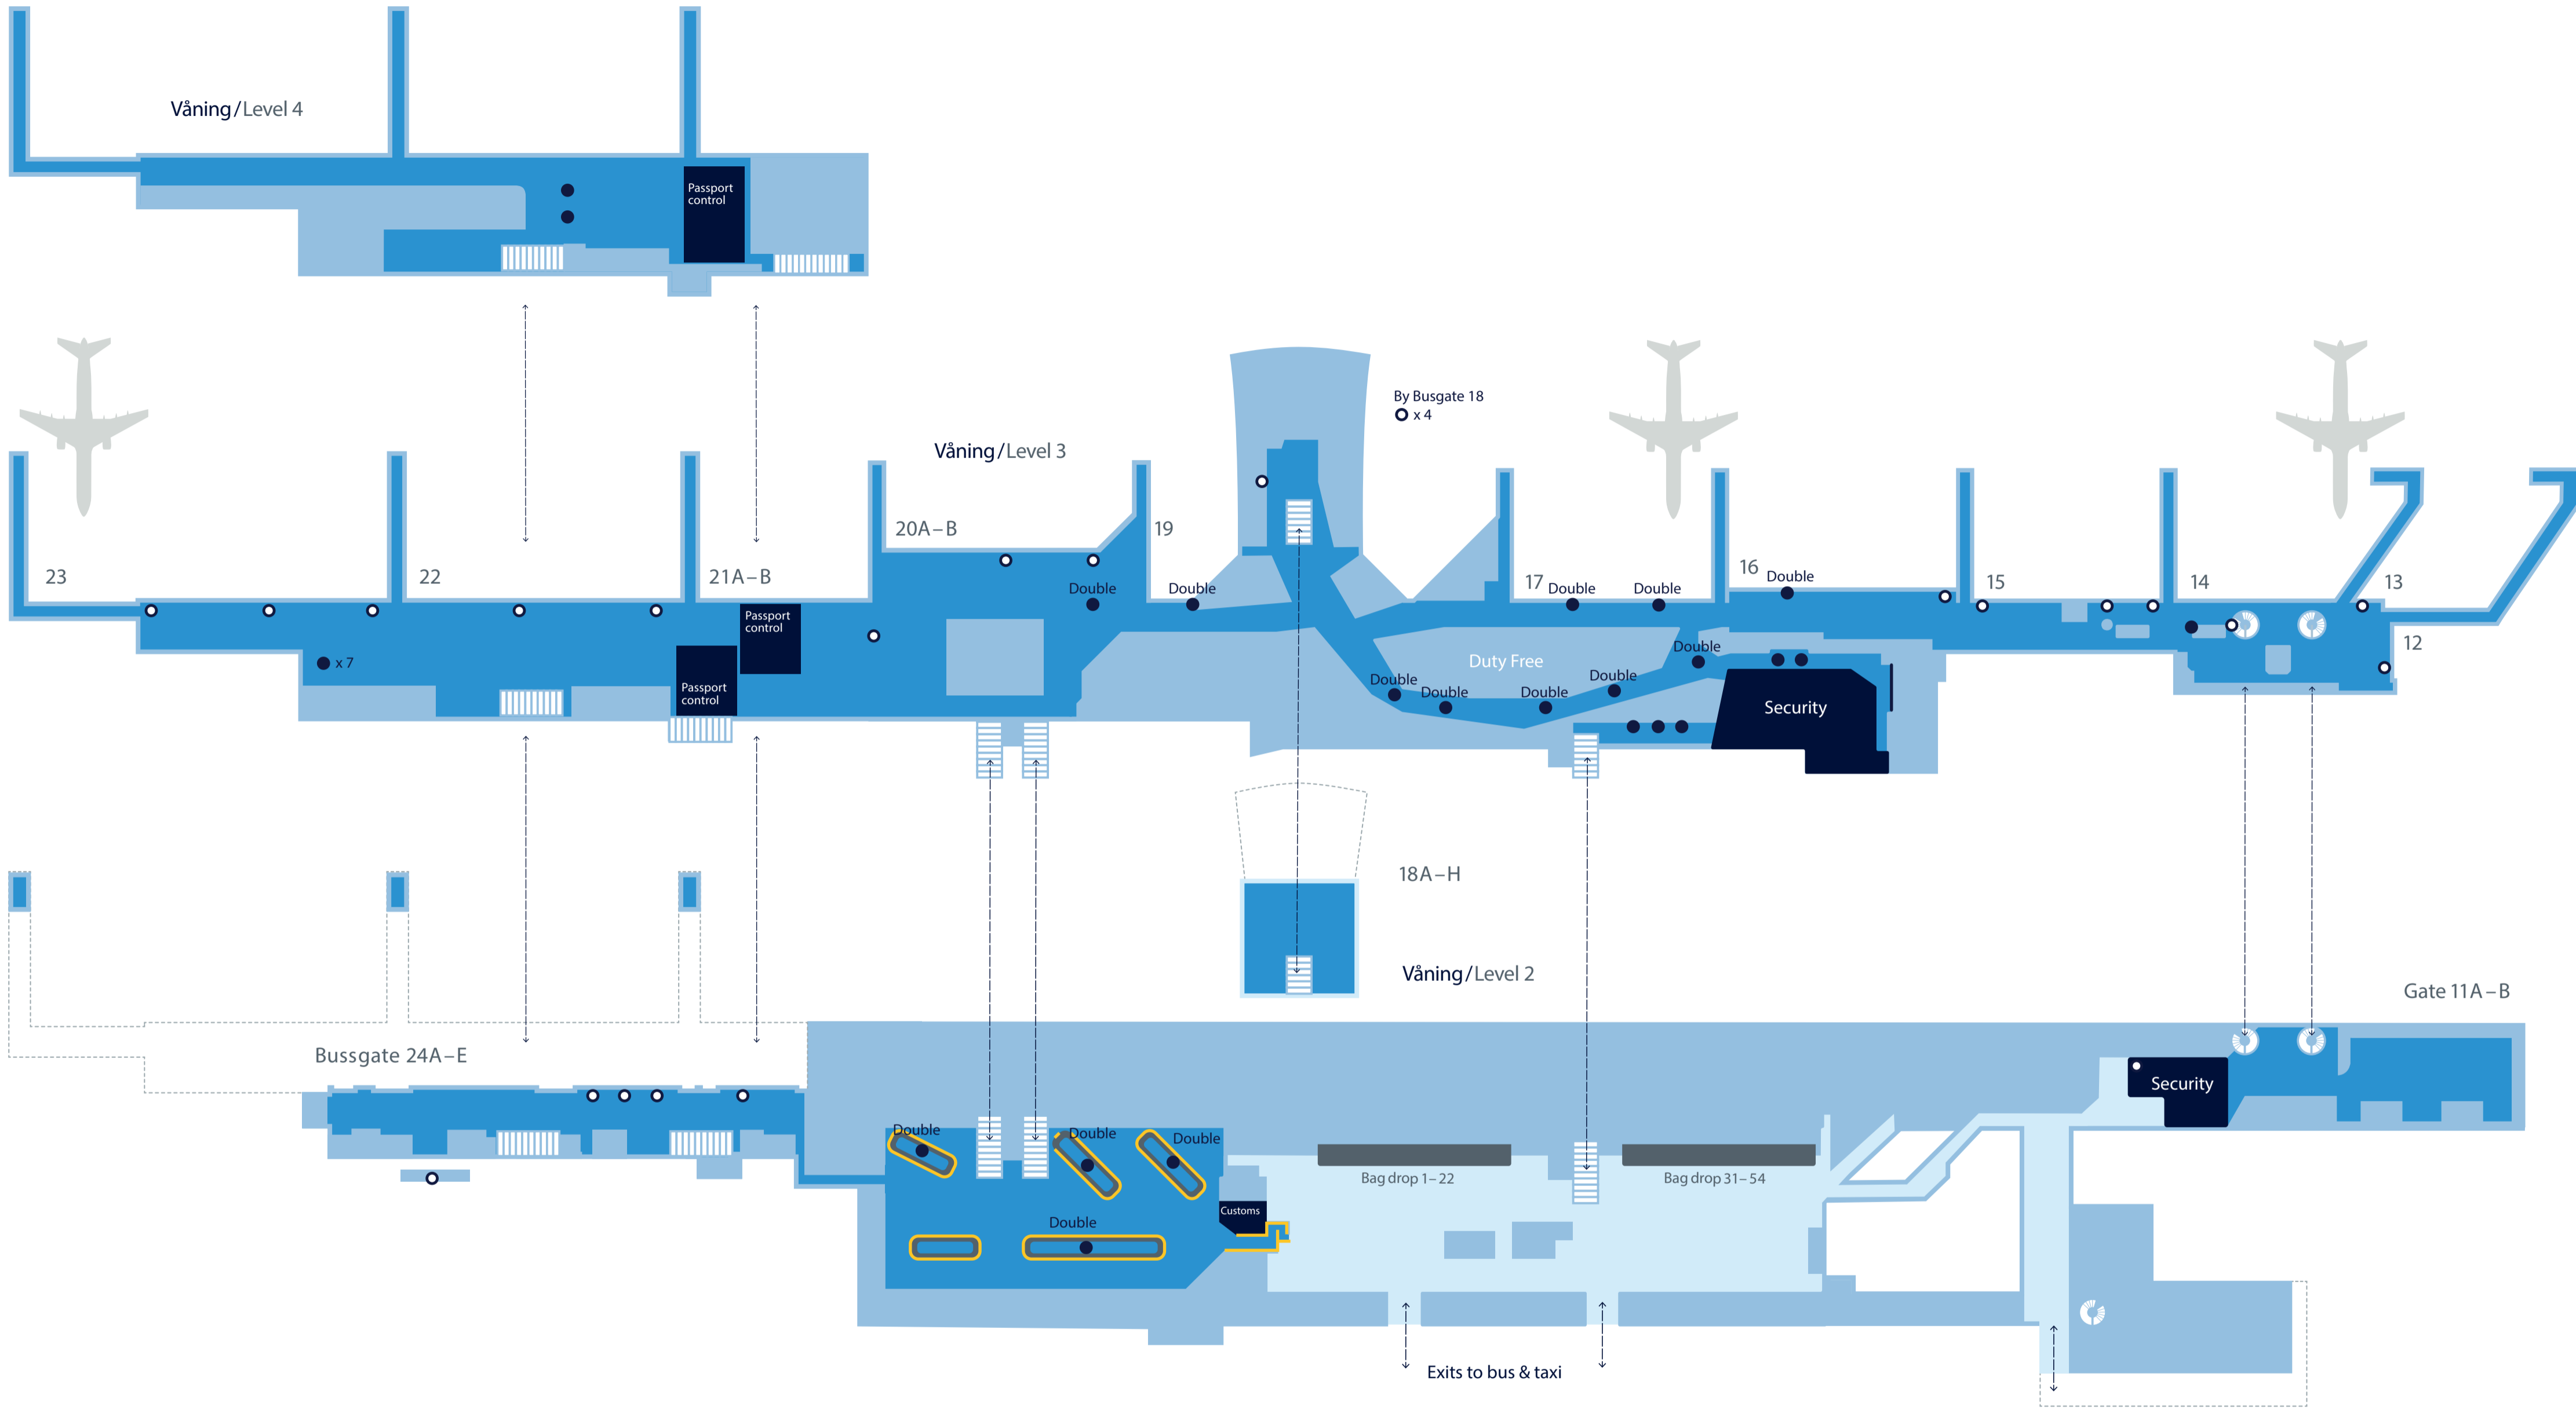 Våning/Level 4
Passport
control
By Busgate 18
x 4
Våning/Level 3
20A–B
19
23
22
21A–B
17
16
15
14
13
12
Double
Double
Double
Double
Double
Passport
control
x 7
Passport
control
Duty Free
Double
Double
Double
Double
Double
Security
18A–H
Våning/Level 2
Gate 11A–B
Bussgate 24A–E
Security
Double
Double
Double
Bag drop 1–22
Bag drop 31–54
Customs
Double
Exits to bus & taxi